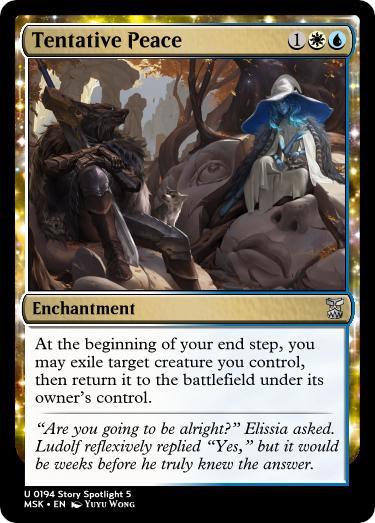 Tentative Peace 1
Enchantment
At the beginning of your end step, you
may exile target creature you control,
then return it to the battlefield under its
owner's control.
“Are you going to be alright?” Elissia asked.
Ludolf reflexively replied “Yes,” but it would
be weeks before he truly knew the answer.
U 0194 Story Spotlight 5
MSK • EN Yuyu Wong